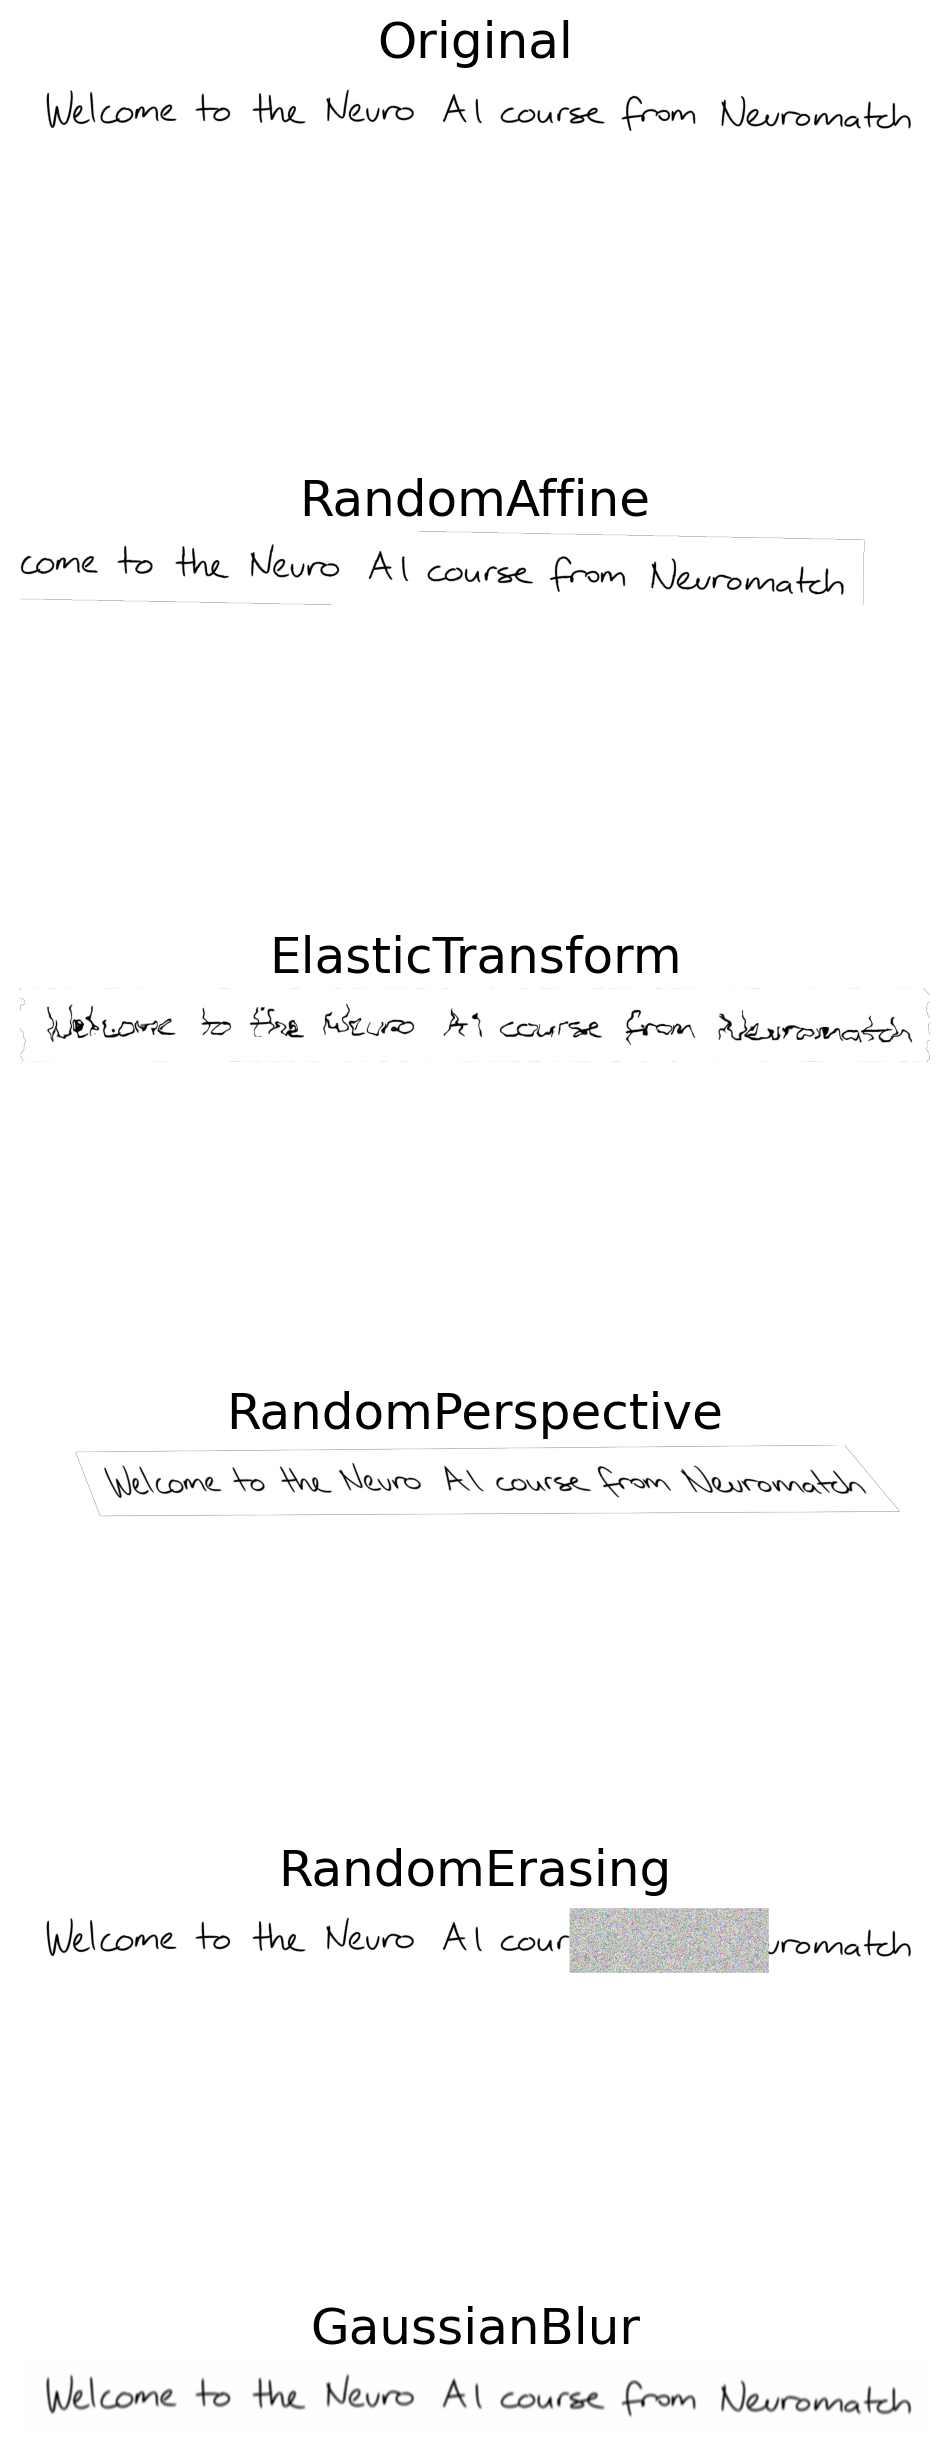 Original
Welcome to the Neuro AI course from Neuromatch
RandomAffine
come to the Neuro AI course from Neuromatch
ElasticTransform
Welcome to the Neuro AI course from Neuromatch
RandomPerspective
Welcome to the Neuro AI course from Neuromatch
RandomErasing
Welcome to the Neuro AI cour uromatch
GaussianBlur
Welcome to the Neuro AI course from Neuromatch